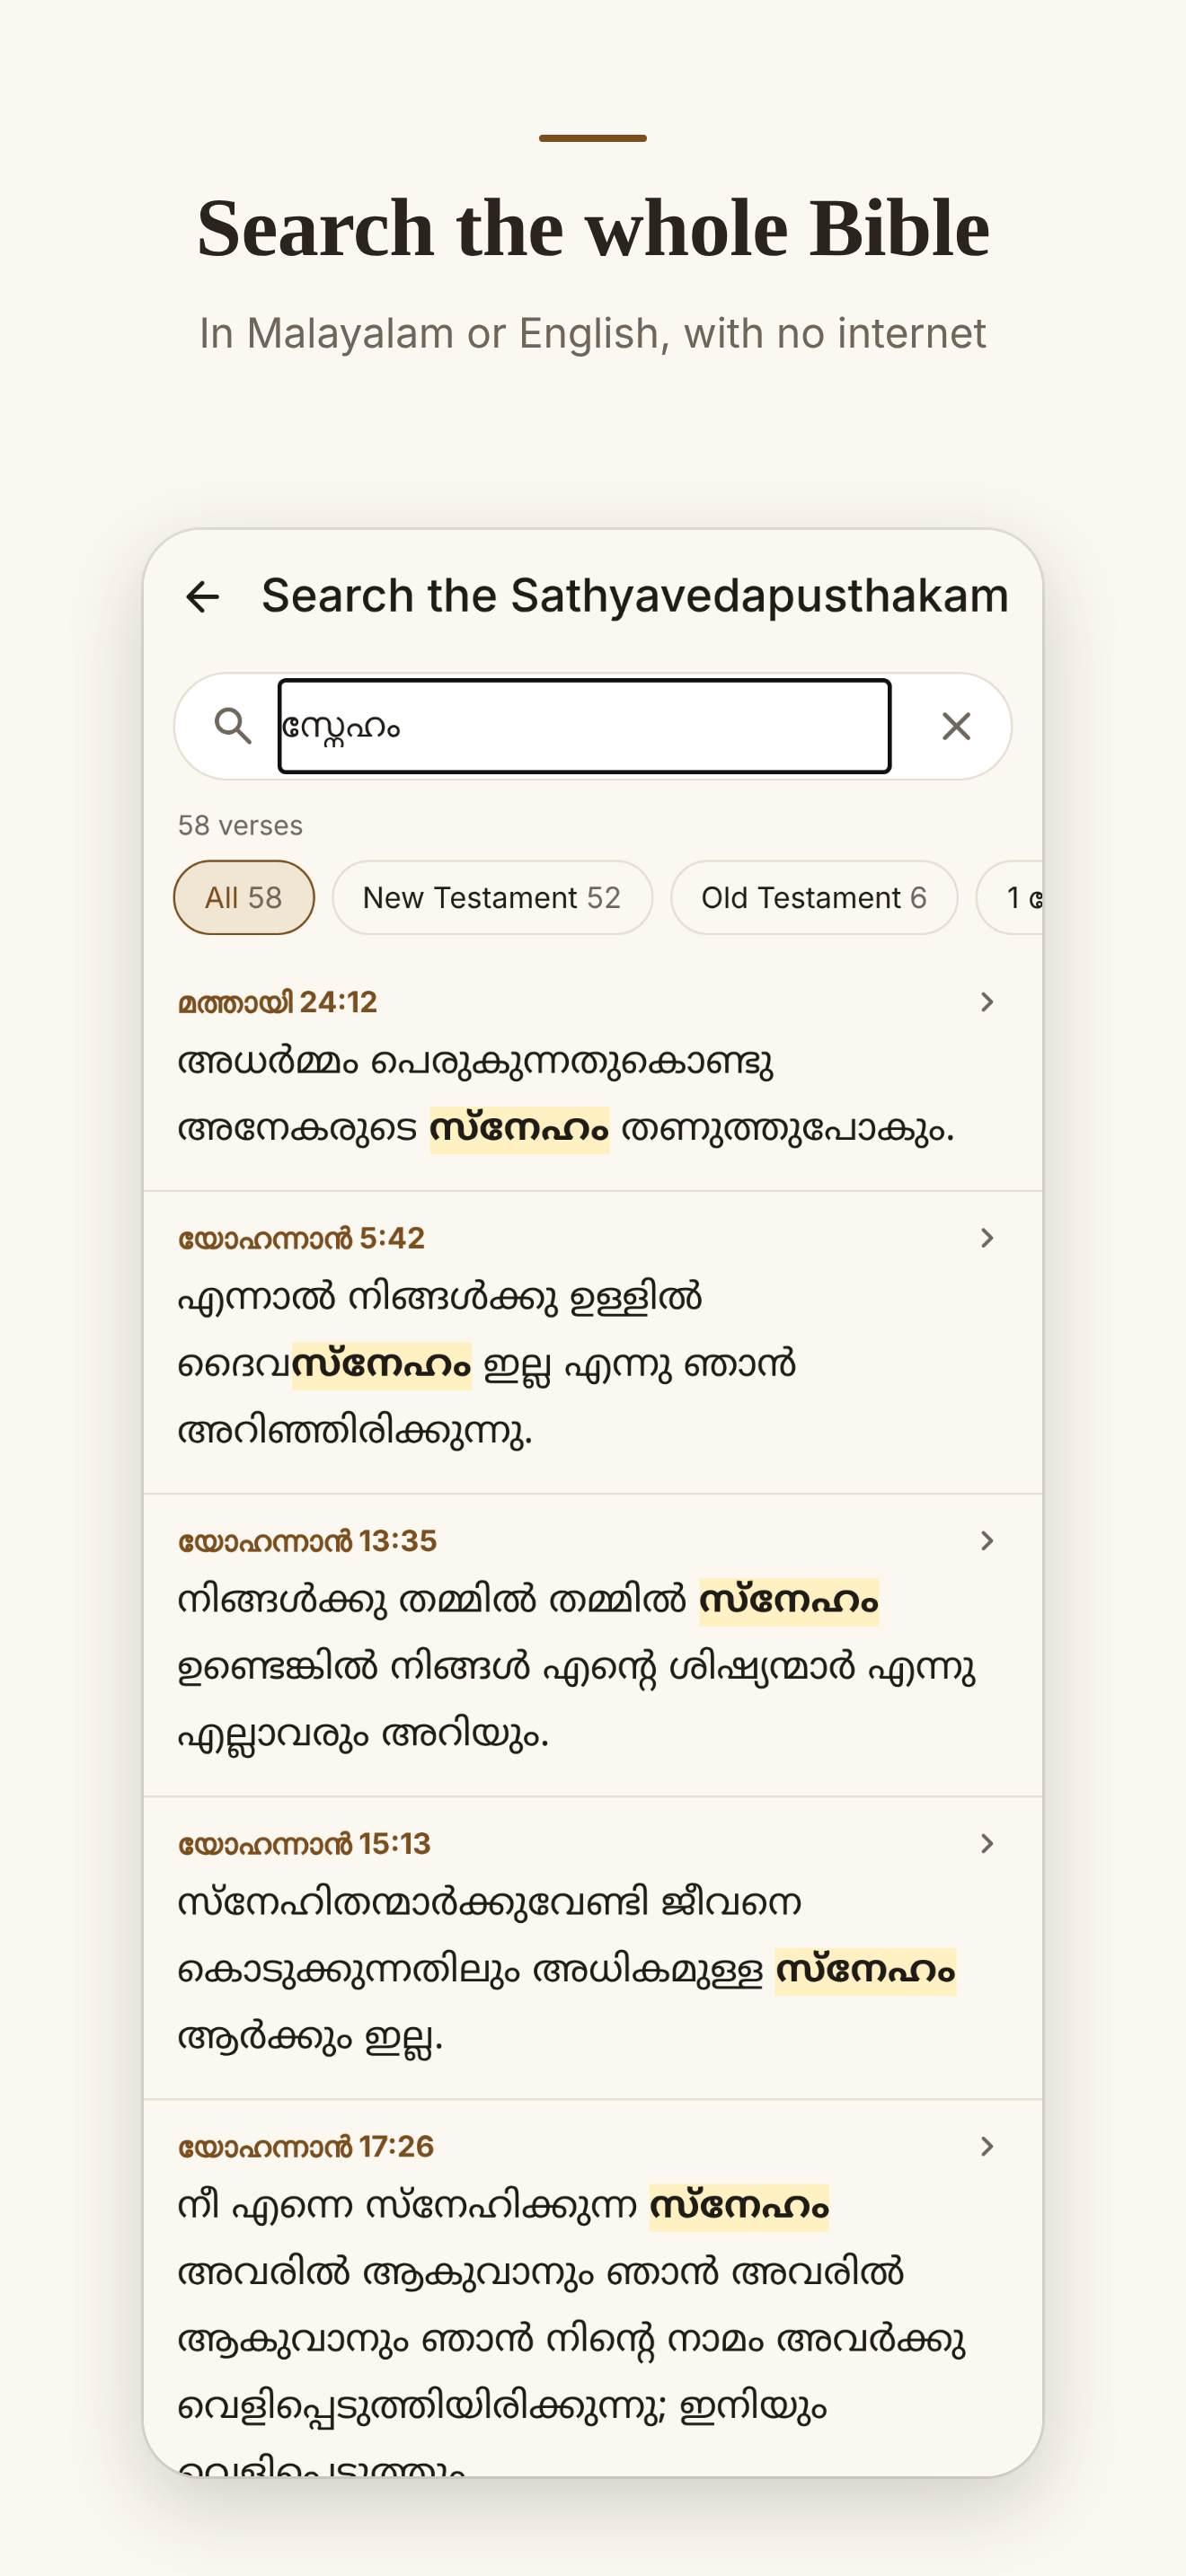 Search the whole Bible
In Malayalam or English, with no internet
Search the Sathyavedapusthakam
സ്നേഹം
58 verses
All 58
New Testament 52
Old Testament 6
1
മത്തായി 24:12
അധർമ്മം പെരുകുന്നതുകൊണ്ടു
അനേകരുടെ സ്നേഹം തണുത്തുപോകും.
യോഹന്നാൻ 5:42
എന്നാൽ നിങ്ങൾക്കു ഉള്ളിൽ
ദൈവസ്നേഹം ഇല്ല എന്നു ഞാൻ
അറിഞ്ഞിരിക്കുന്നു.
യോഹന്നാൻ 13:35
നിങ്ങൾക്കു തമ്മിൽ തമ്മിൽ സ്നേഹം
ഉണ്ടെങ്കിൽ നിങ്ങൾ എന്റെ ശിഷ്യന്മാർ എന്നു
എല്ലാവരും അറിയും.
യോഹന്നാൻ 15:13
സ്നേഹിതന്മാർക്കുവേണ്ടി ജീവനെ
കൊടുക്കുന്നതിലും അധികമുള്ള സ്നേഹം
ആർക്കും ഇല്ല.
യോഹന്നാൻ 17:26
നീ എന്നെ സ്നേഹിക്കുന്ന സ്നേഹം
അവരിൽ ആകുവാനും ഞാൻ അവരിൽ
ആകുവാനും ഞാൻ നിന്റെ നാമം അവർക്കു
വെളിപ്പെടുത്തിയിരിക്കുന്നു; ഇനിയും